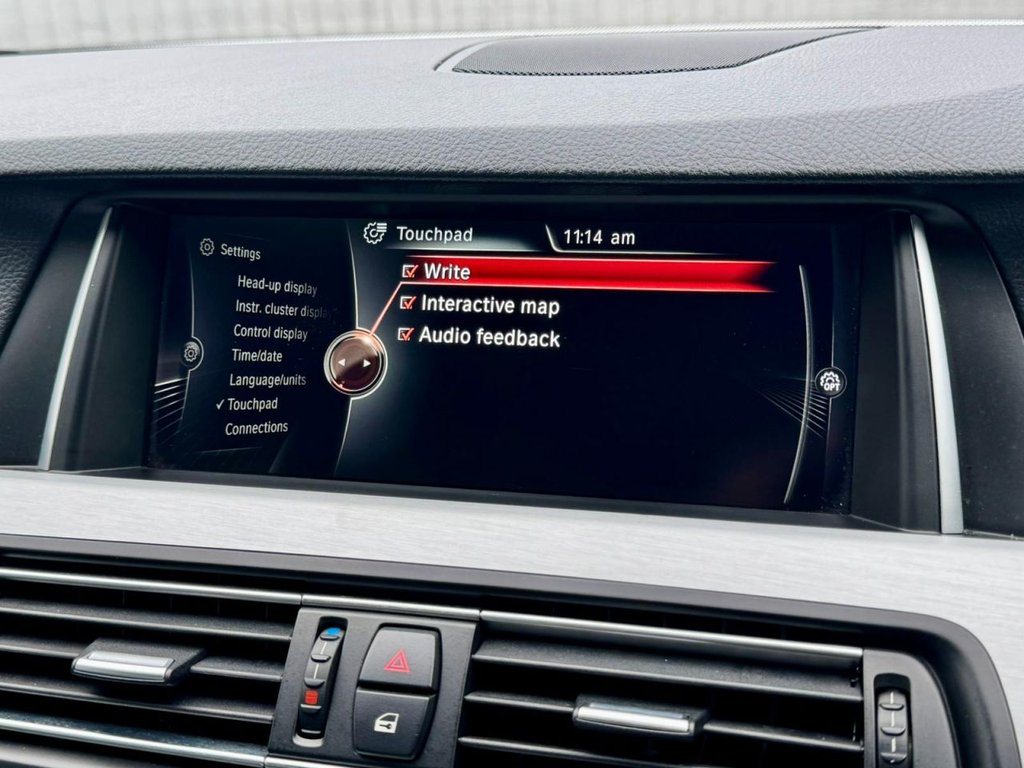 Settings
Head-up display
Instr. cluster display
Control display
Time/date
Language/units
Touchpad
Connections
Touchpad
11:14 am
Write
Interactive map
Audio feedback
OPT